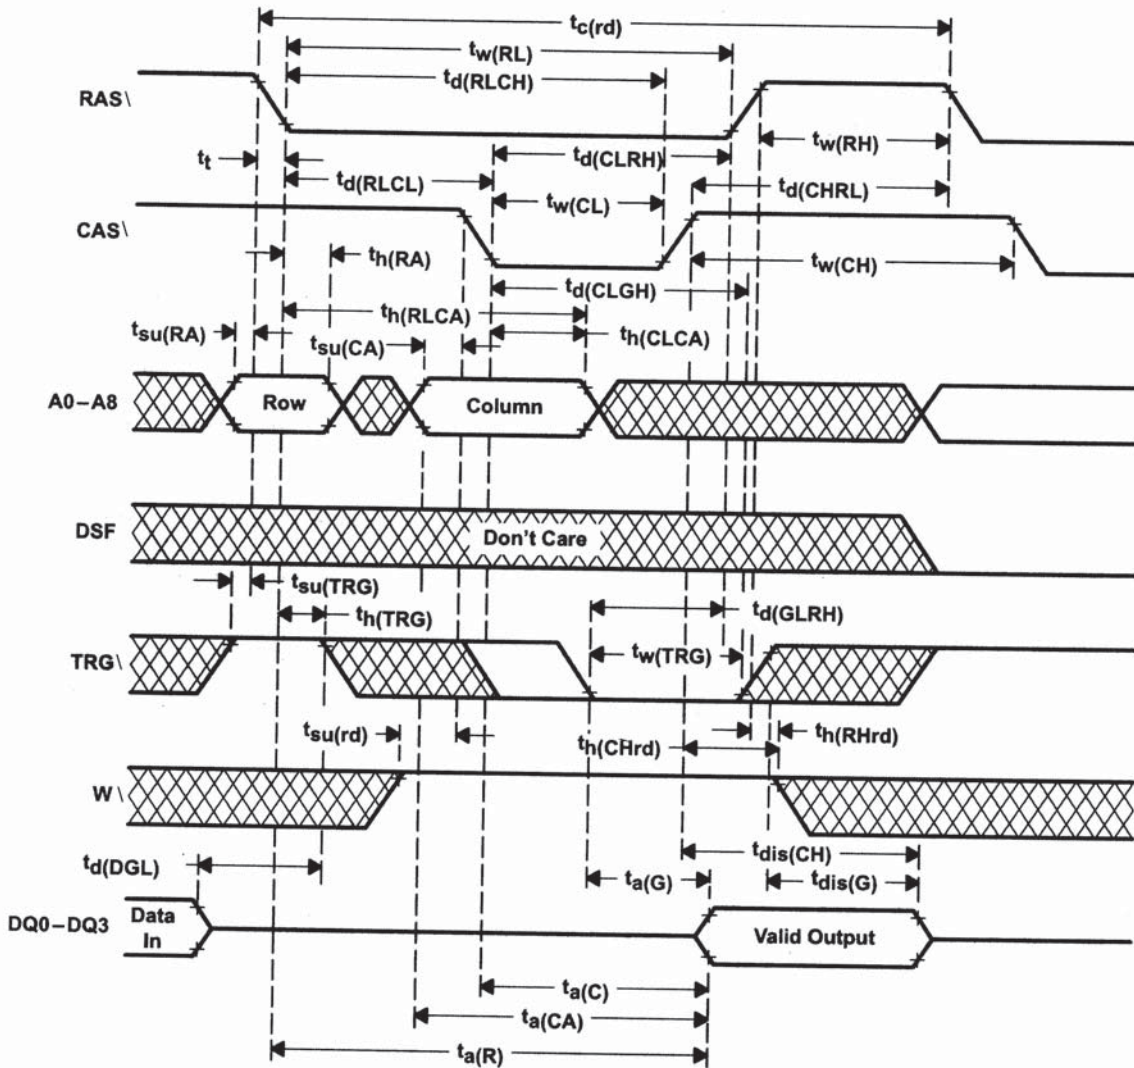 tc(rd)
tw(RL)
td(RLCH)
RAS\
tw(RH)
tt
td(CLRH)
td(RLCL)
td(CHRL)
tw(CL)
CAS\
th(RA)
tw(CH)
td(CLGH)
th(RLCA)
tsu(RA)
tsu(CA)
th(CLCA)
A0–A8
Row
Column
DSF
Don't Care
tsu(TRG)
th(TRG)
td(GLRH)
TRG\
tw(TRG)
tsu(rd)
th(CHrd)
th(RHrd)
W\
tdis(CH)
td(DGL)
ta(G)
tdis(G)
DQ0–DQ3
Data
In
Valid Output
ta(C)
ta(CA)
ta(R)